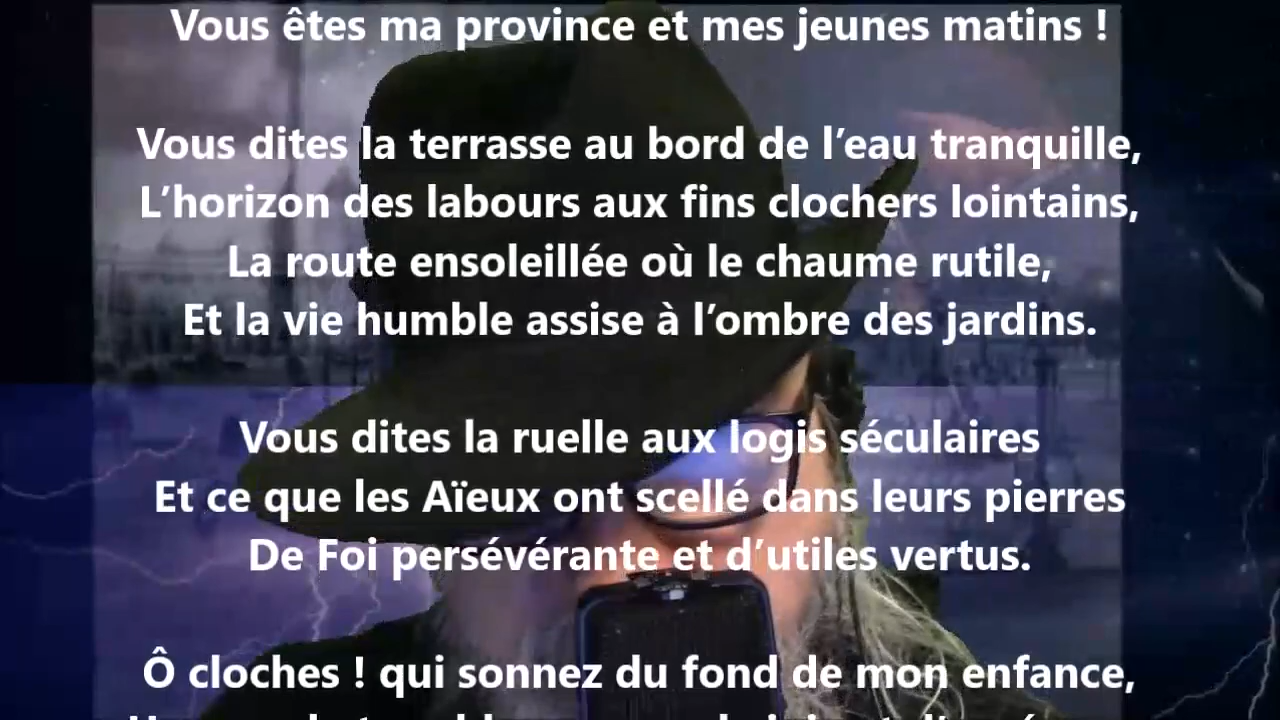 Vous êtes ma province et mes jeunes matins !
Vous dites la terrasse au bord de l’eau tranquille,
L’horizon des labours aux fins clochers lointains,
La route ensoleillée où le chaume rutile,
Et la vie humble assise à l’ombre des jardins.
Vous dites la ruelle aux logis séculaires
Et ce que les Aïeux ont scellé dans leurs pierres
De Foi persévérante et d’utiles vertus.
Ô cloches ! qui sonnez du fond de mon enfance,